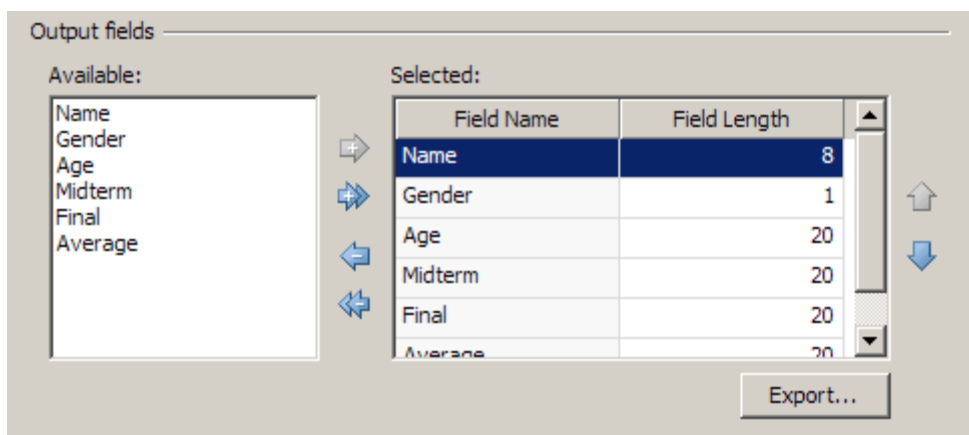 Output fields
Available:
Name
Gender
Age
Midterm
Final
Average
Selected:
Field Name Field Length
Name 8
Gender 1
Age 20
Midterm 20
Final 20
Average 20
Export...